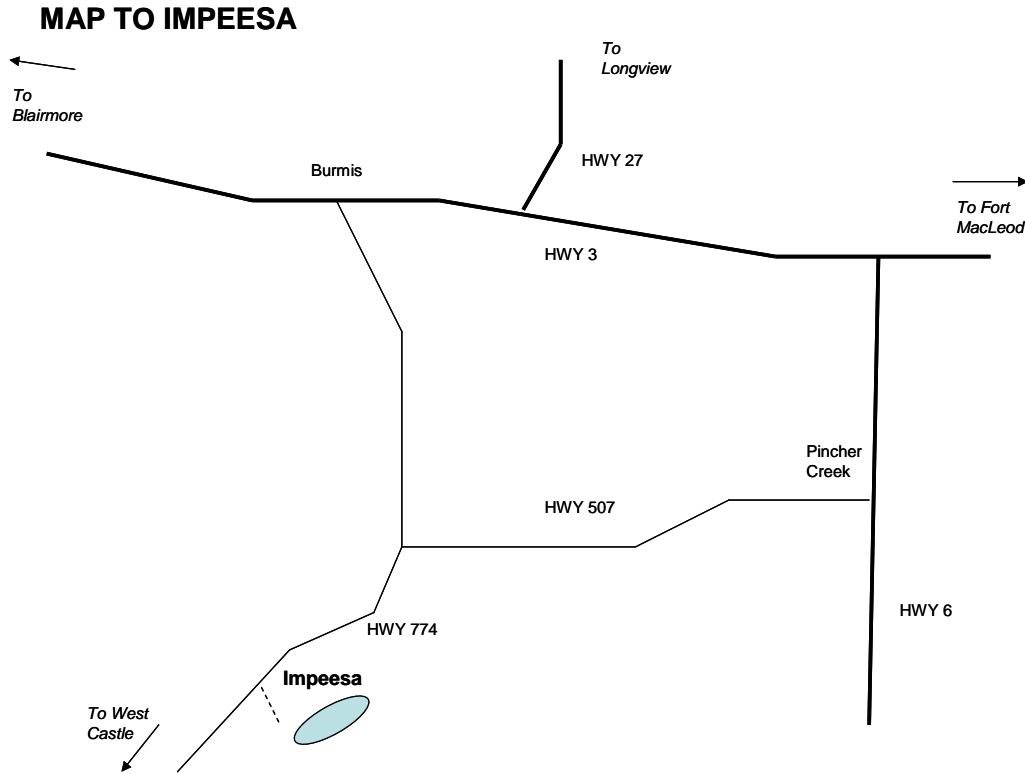 MAP TO IMPEESA
To
Longview
To
Blairmore
HWY 27
Burmis
To Fort
MacLeod
HWY 3
Pincher
Creek
HWY 507
HWY 6
HWY 774
Impeesa
To West
Castle